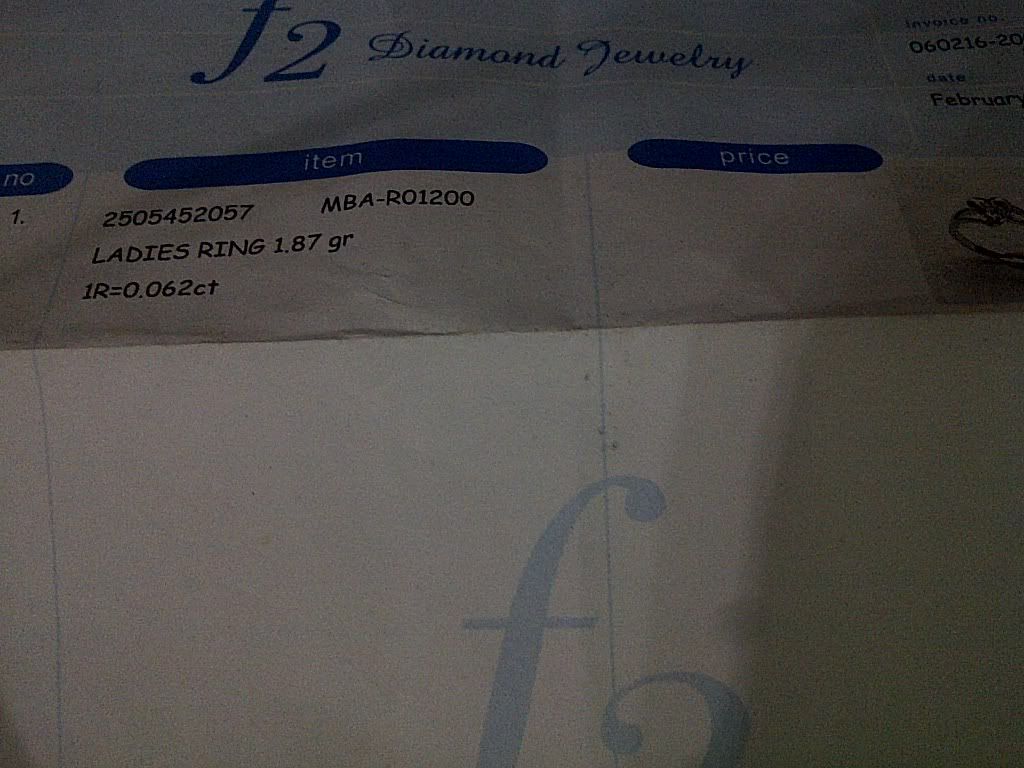 f2 Diamond Jewelry
invoice no.
060216-20
date
February
no item price
1. 2505452057 MBA-R01200
LADIES RING 1.87 gr
1R=0.062ct
f2